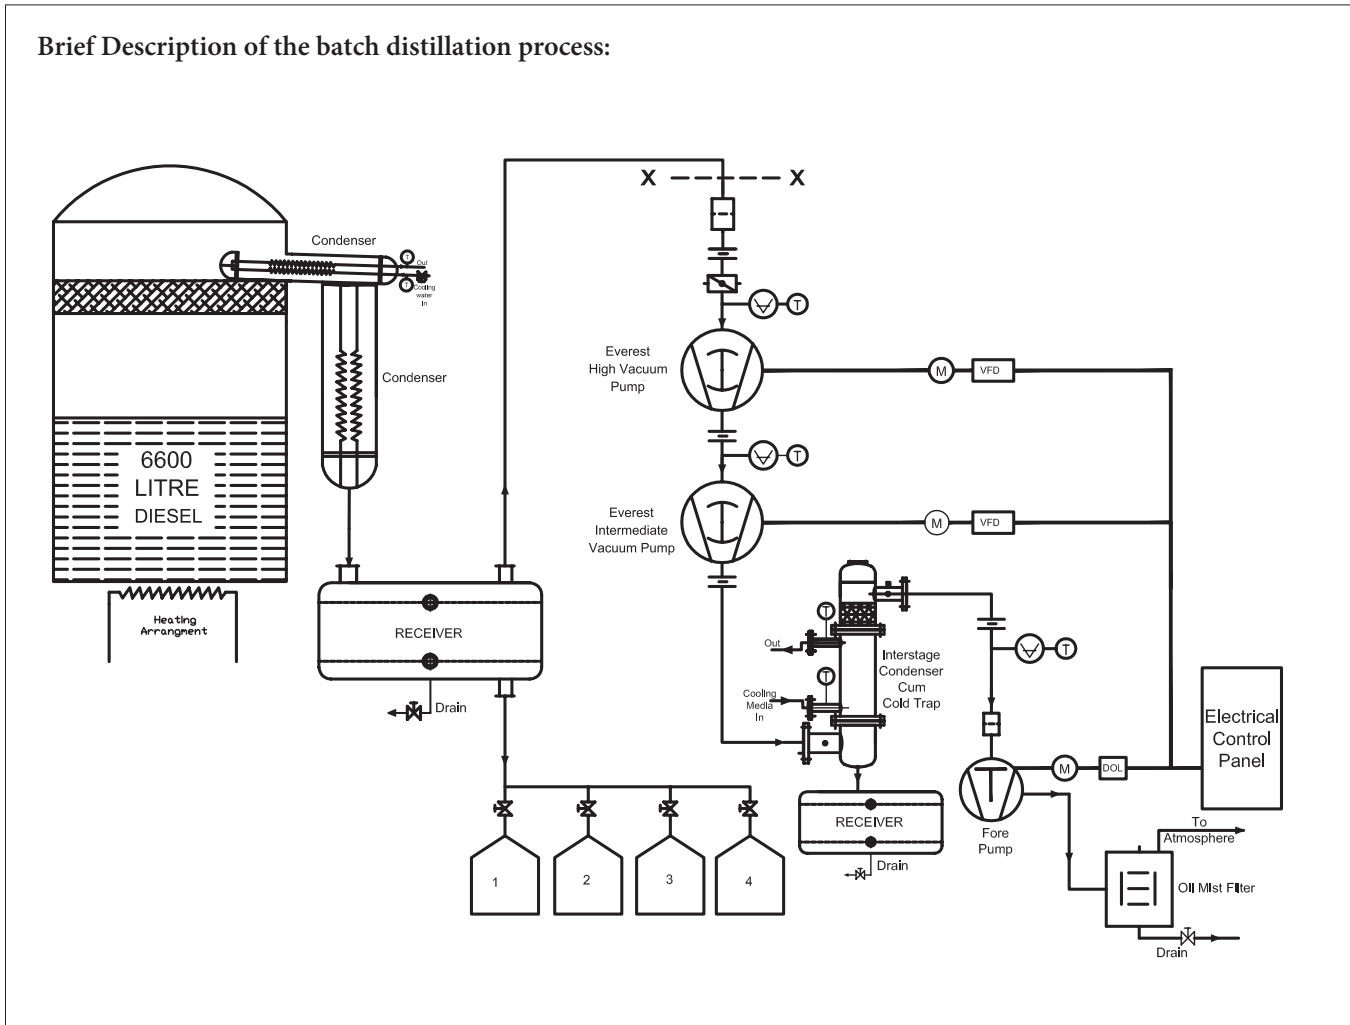 Brief Description of the batch distillation process:
X
X
Condenser
T
Out
T
Cooling
water
In
Condenser
6600
LITRE
DIESEL
Heating
Arrangment
RECEIVER
Drain
1
2
3
4
T
Everest
High Vacuum
Pump
M
VFD
T
Everest
Intermediate
Vacuum Pump
M
VFD
T
Out
T
Cooling
Media
In
Interstage
Condenser
Cum
Cold Trap
T
RECEIVER
Drain
Fore
Pump
M
DOL
Electrical
Control
Panel
To
Atmosphere
Oil Mist Filter
Drain